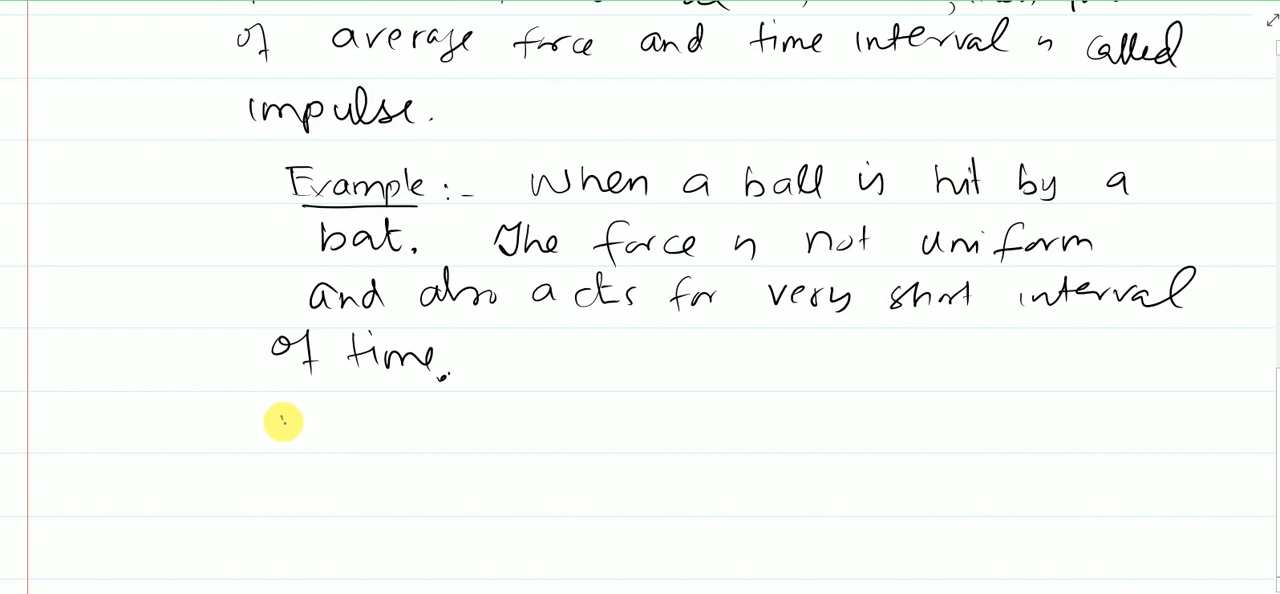 of average force and time interval is called
impulse.
Example :- When a ball is hit by a
bat. The force is not uniform
and also acts for very short interval
of time.